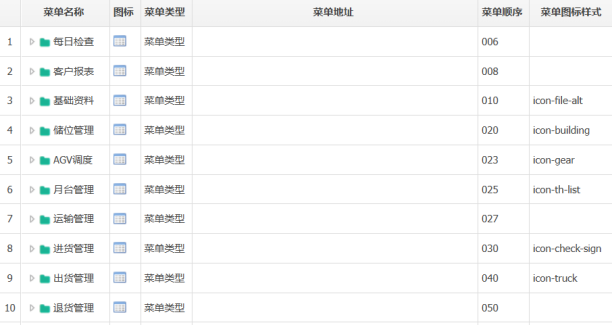 菜单名称 图标 菜单类型 菜单地址 菜单顺序 菜单图标样式
1 每日检查 菜单类型 006
2 客户报表 菜单类型 008
3 基础资料 菜单类型 010 icon-file-alt
4 储位管理 菜单类型 020 icon-building
5 AGV调度 菜单类型 023 icon-gear
6 月台管理 菜单类型 025 icon-th-list
7 运输管理 菜单类型 027
8 进货管理 菜单类型 030 icon-check-sign
9 出货管理 菜单类型 040 icon-truck
10 退货管理 菜单类型 050